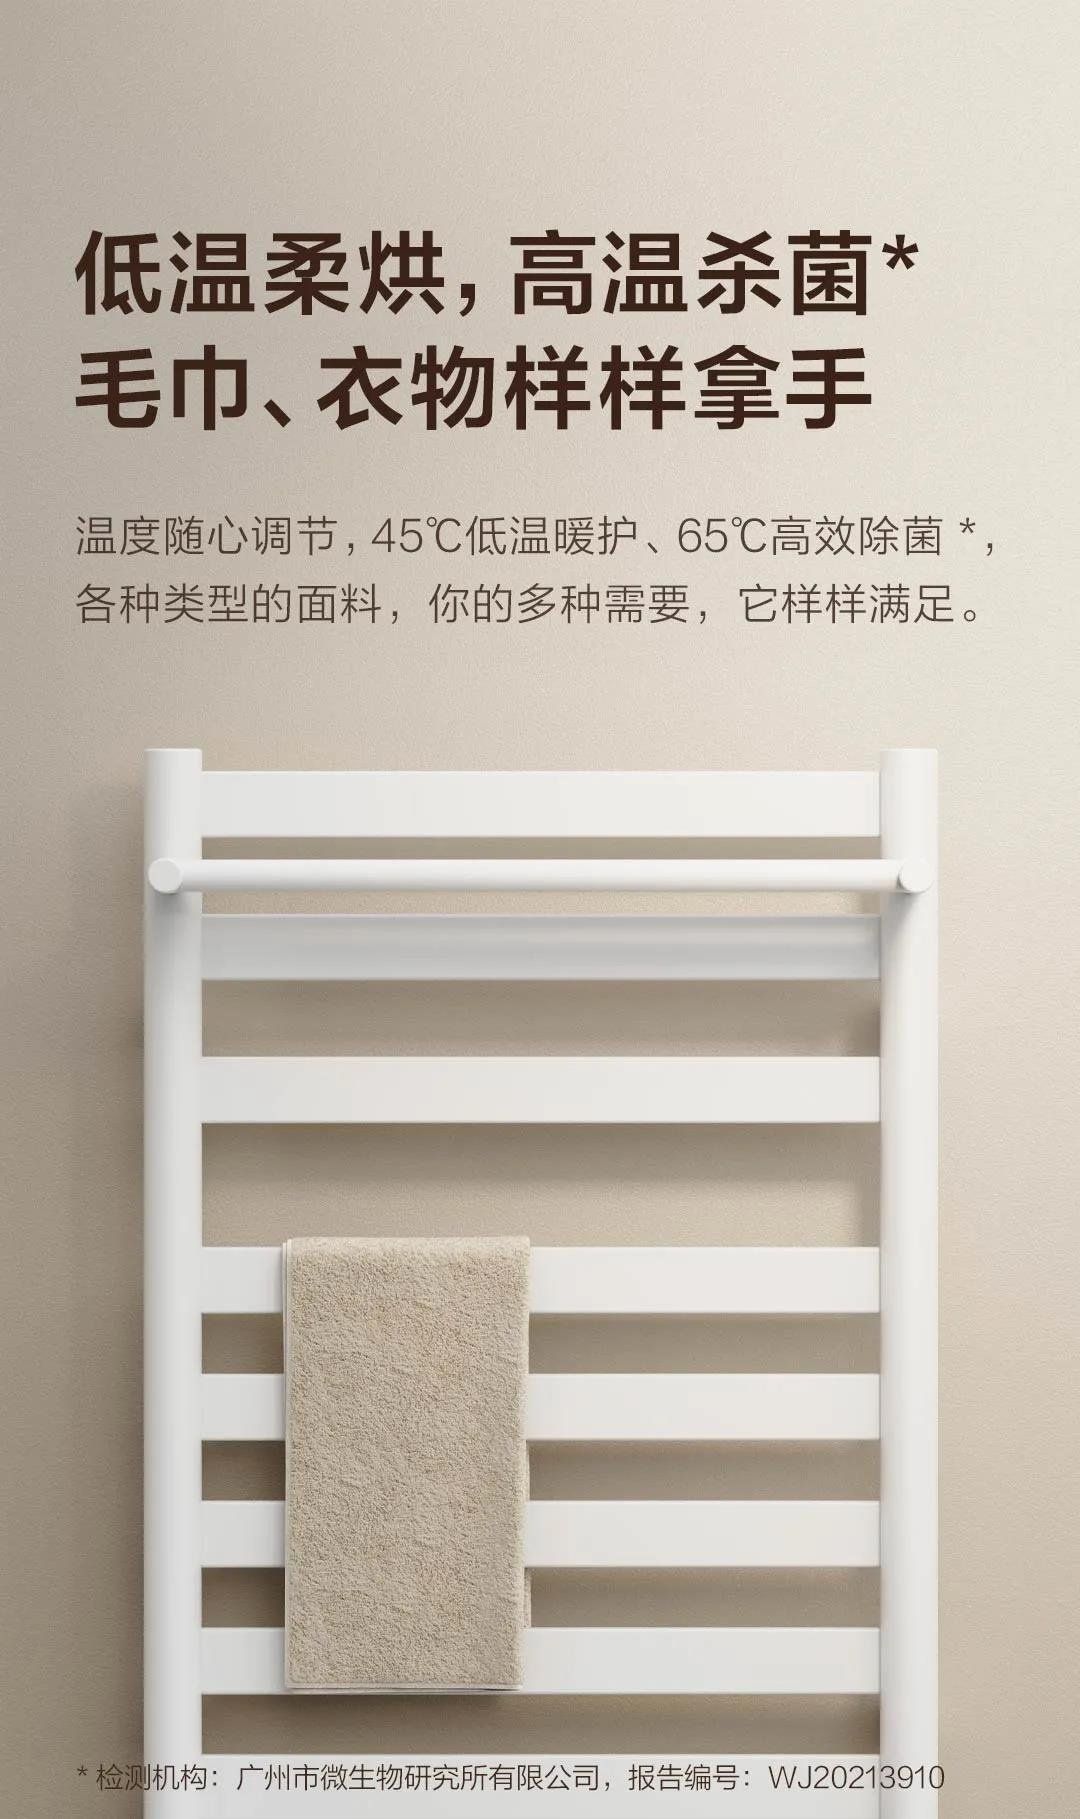 低温柔烘，高温杀菌*
毛巾、衣物样样拿手
温度随心调节，45℃低温暖护、65℃高效除菌 *，
各种类型的面料，你的多种需要，它样样满足。
* 检测机构：广州市微生物研究所有限公司，报告编号：WJ20213910